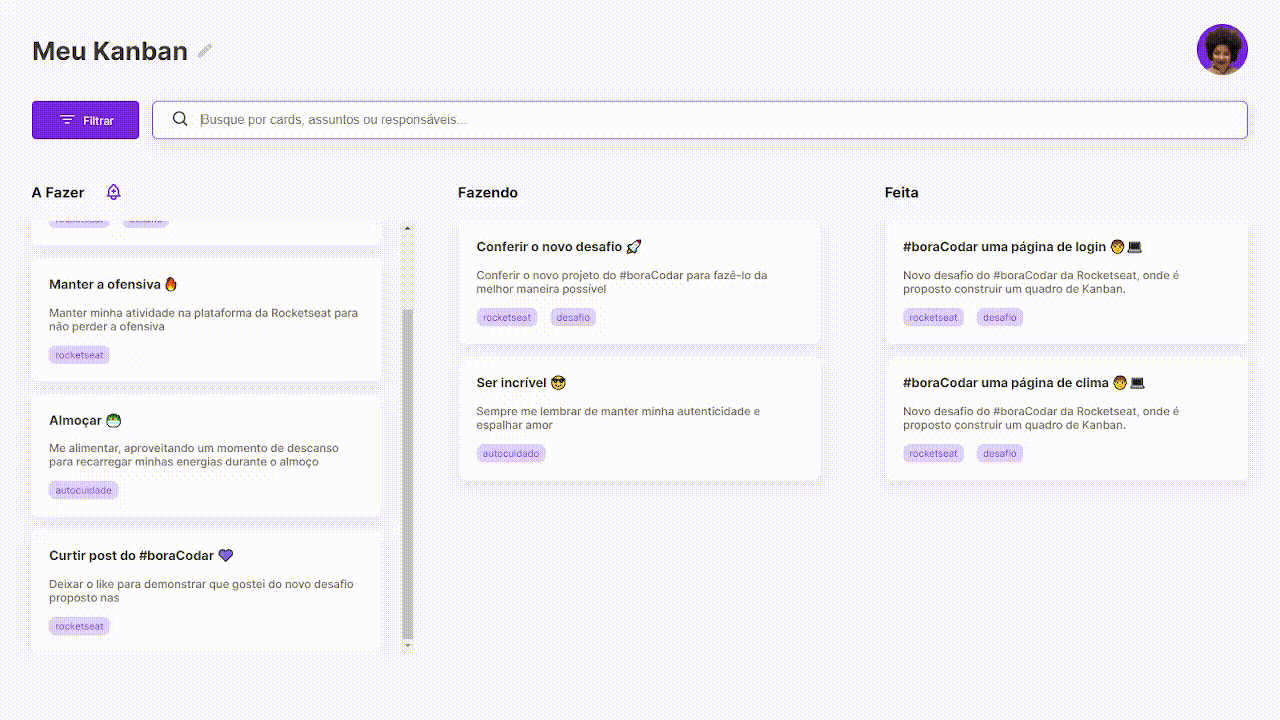 Meu Kanban
Filtrar
Busque por cards, assuntos ou responsáveis...
A Fazer
rocketseat desafio
Manter a ofensiva 🔥
Manter minha atividade na plataforma da Rocketseat para
não perder a ofensiva
rocketseat
Almoçar 🥗
Me alimentar, aproveitando um momento de descanso
para recarregar minhas energias durante o almoço
autocuidade
Curtir post do #boraCodar 💜
Deixar o like para demonstrar que gostei do novo desafio
proposto nas
rocketseat
Fazendo
Conferir o novo desafio 🚀
Conferir o novo projeto do #boraCodar para fazê-lo da
melhor maneira possível
rocketseat desafio
Ser incrível 😎
Sempre me lembrar de manter minha autenticidade e
espalhar amor
autocuidado
Feita
#boraCodar uma página de login 🧑‍💻
Novo desafio do #boraCodar da Rocketseat, onde é
proposto construir um quadro de Kanban.
rocketseat desafio
#boraCodar uma página de clima 🧑‍💻
Novo desafio do #boraCodar da Rocketseat, onde é
proposto construir um quadro de Kanban.
rocketseat desafio